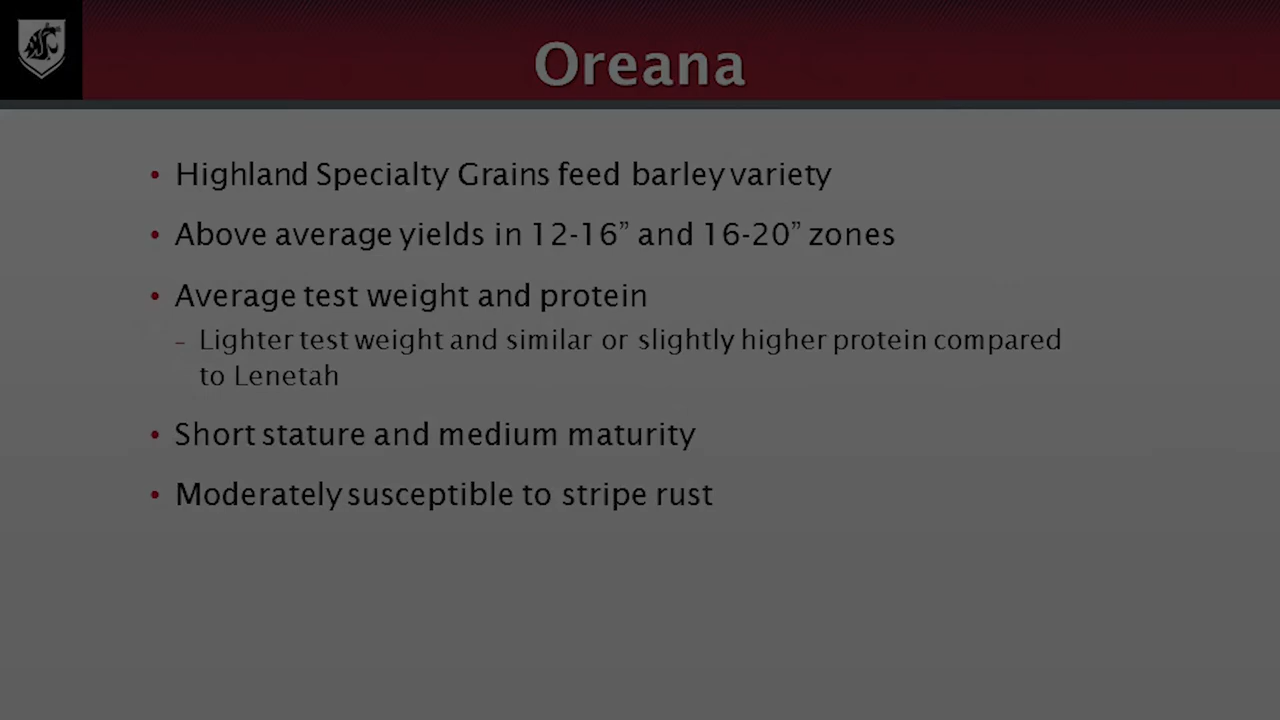 Oreana
• Highland Specialty Grains feed barley variety
• Above average yields in 12-16” and 16-20” zones
• Average test weight and protein
– Lighter test weight and similar or slightly higher protein compared
to Lenetah
• Short stature and medium maturity
• Moderately susceptible to stripe rust